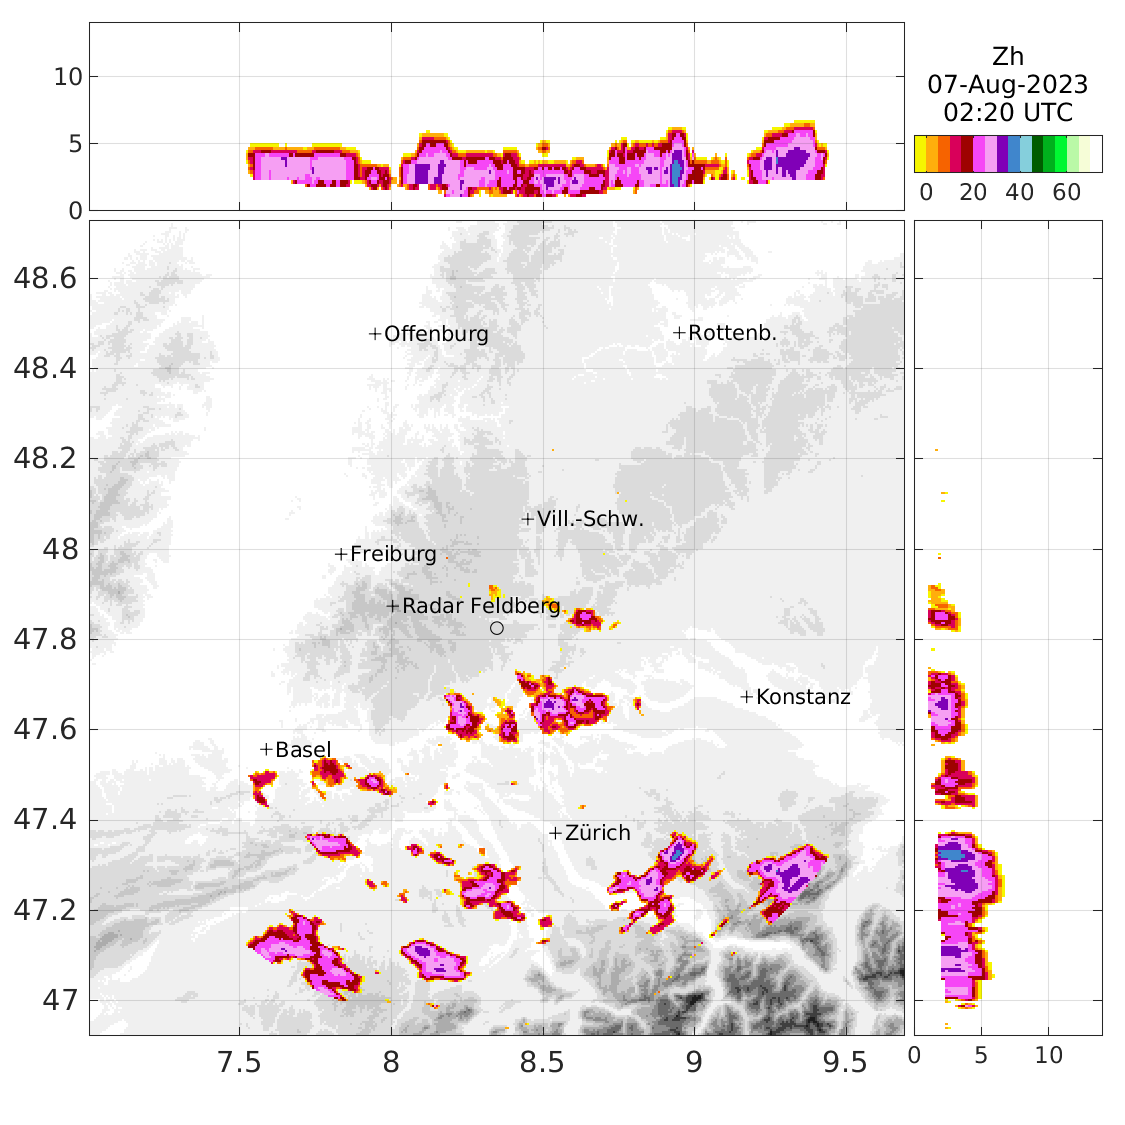 10
5
0
Zh
07-Aug-2023
02:20 UTC
0 20 40 60
48.6
48.4
48.2
48
47.8
47.6
47.4
47.2
47
+Offenburg
+Rottenb.
+Vill.-Schw.
+Freiburg
+Radar Feldberg
+Konstanz
+Basel
+Zürich
7.5 8 8.5 9 9.5
0 5 10